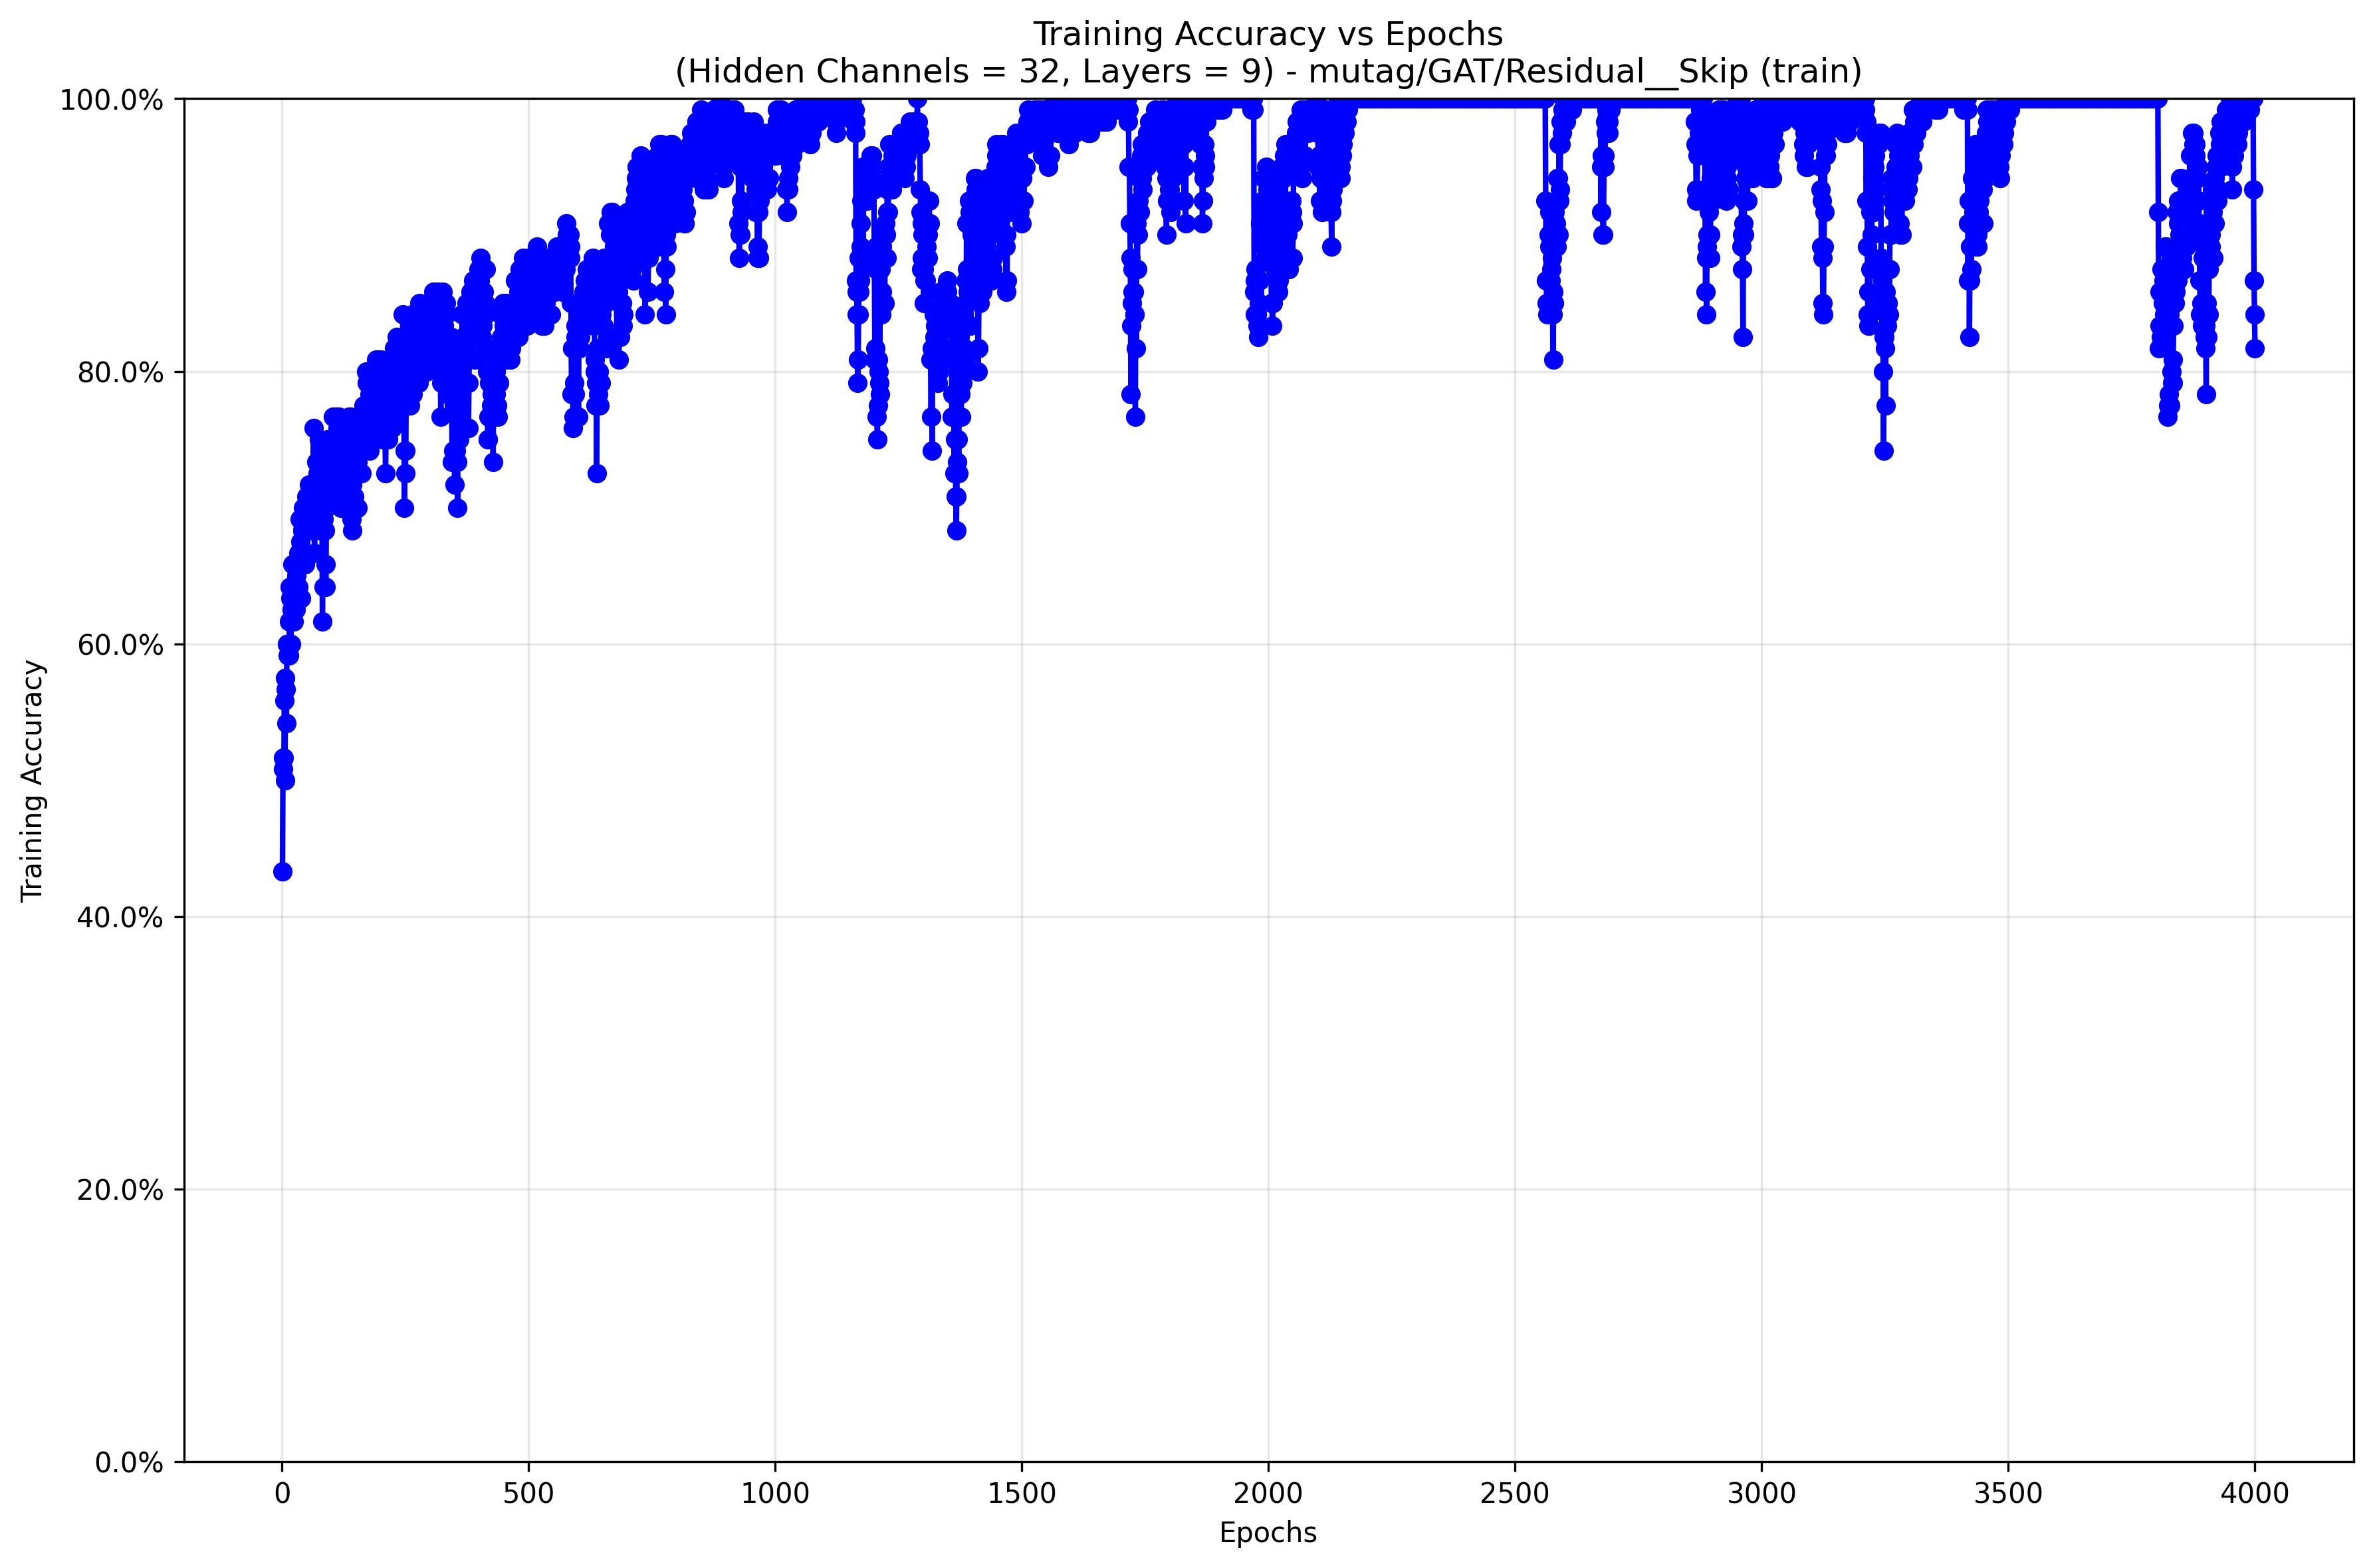 Training Accuracy vs Epochs
(Hidden Channels = 32, Layers = 9) - mutag/GAT/Residual__Skip (train)
100.0%
80.0%
60.0%
40.0%
20.0%
0.0%
Training Accuracy
0 500 1000 1500 2000 2500 3000 3500 4000
Epochs